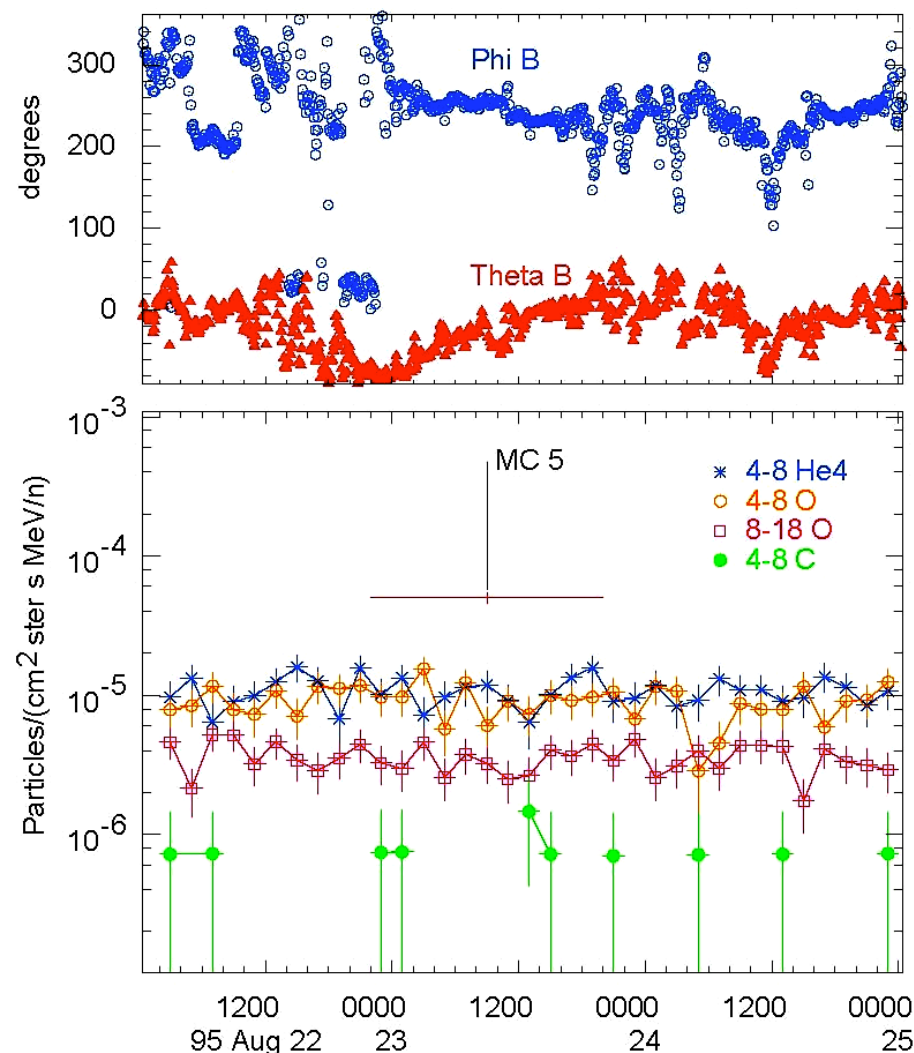 300
200
100
0
degrees
Phi B
Theta B
10-3
10-4
10-5
10-6
Particles/(cm2 ster s MeV/n)
MC 5
4-8 He4
4-8 O
8-18 O
4-8 C
1200 0000 1200 0000 1200 0000
95 Aug 22 23 24 25